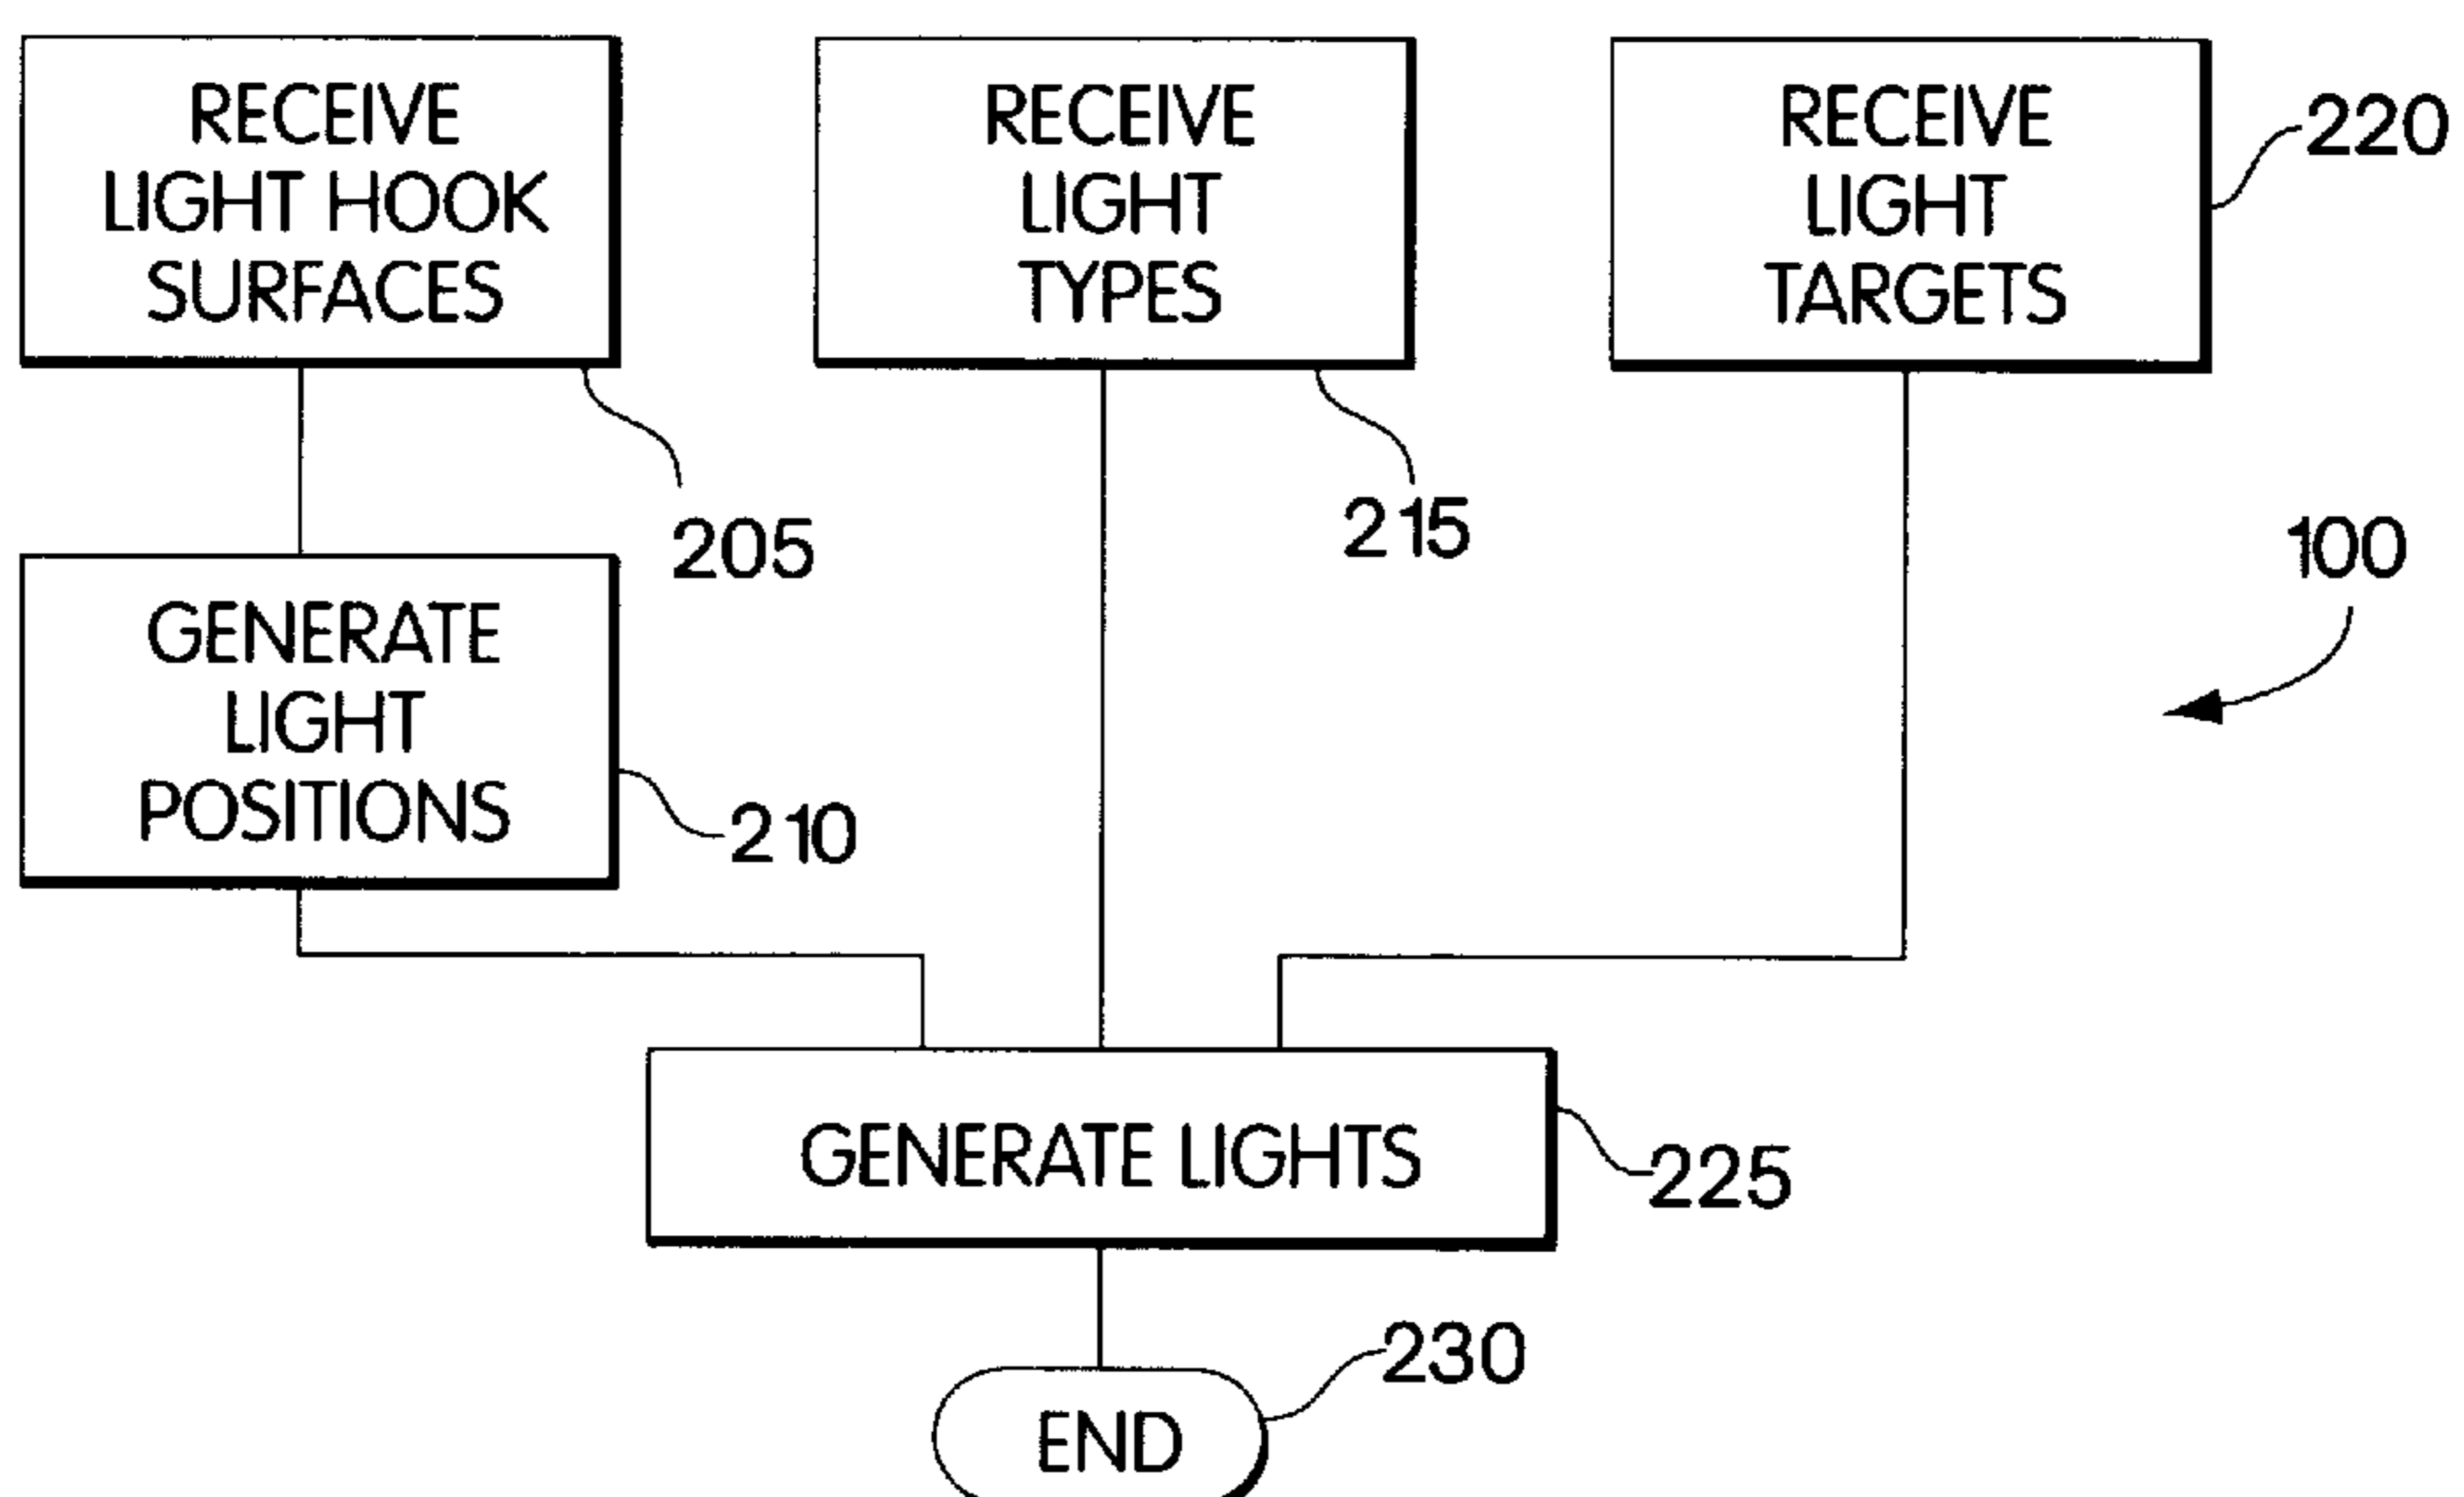 RECEIVE
LIGHT HOOK
SURFACES
RECEIVE
LIGHT
TYPES
RECEIVE
LIGHT
TARGETS
220
205
215
100
GENERATE
LIGHT
POSITIONS
210
GENERATE LIGHTS
225
230
END